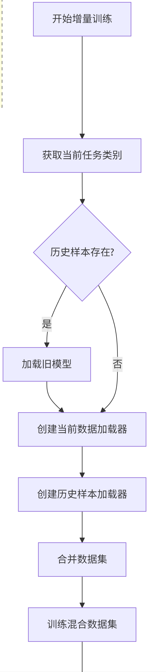 开始增量训练
获取当前任务类别
历史样本存在?
是
否
加载旧模型
创建当前数据加载器
创建历史样本加载器
合并数据集
训练混合数据集